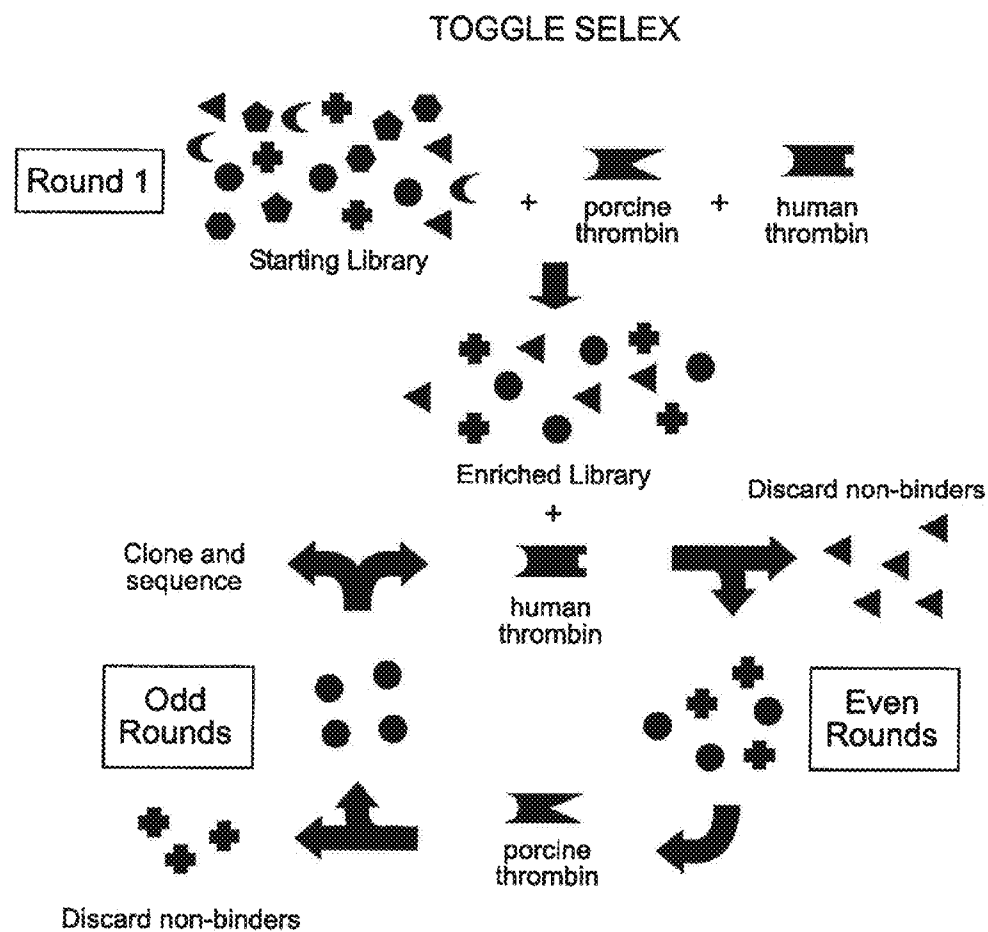 TOGGLE SELEX
Round 1
Starting Library
+
porcine
thrombin
+
human
thrombin
Enriched Library
+
Discard non-binders
Clone and
sequence
human
thrombin
Odd
Rounds
Even
Rounds
porcine
thrombin
Discard non-binders